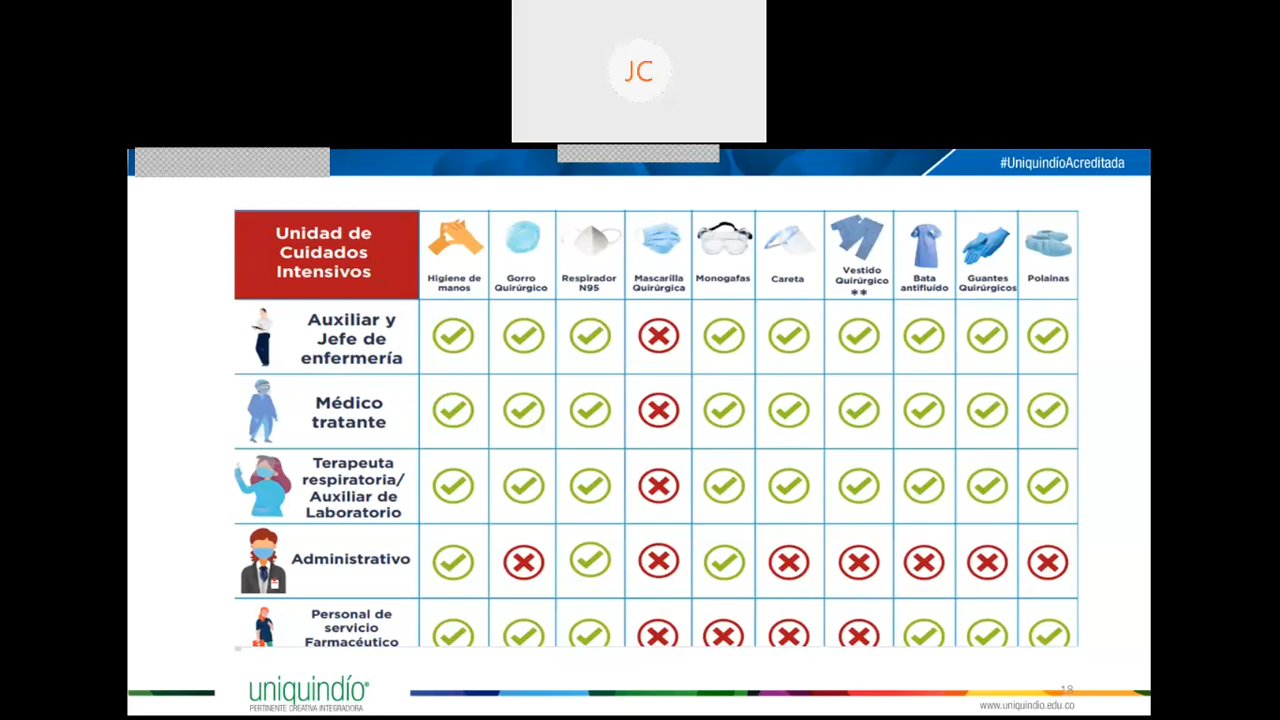 JC
#UniquindíoAcreditada
Unidad de
Cuidados
Intensivos
Higiene de
manos
Gorro
Quirúrgico
Respirador
N95
Mascarilla
Quirúrgica
Monogafas
Careta
Vestido
Quirúrgico
**
Bata
antifluído
Guantes
Quirúrgicos
Polainas
Auxiliar y
Jefe de
enfermería
Médico
tratante
Terapeuta
respiratoria/
Auxiliar de
Laboratorio
Administrativo
Personal de
servicio
Farmacéutico
18
uniquindío®
PERTINENTE CREATIVA INTEGRADORA
www.uniquindio.edu.co